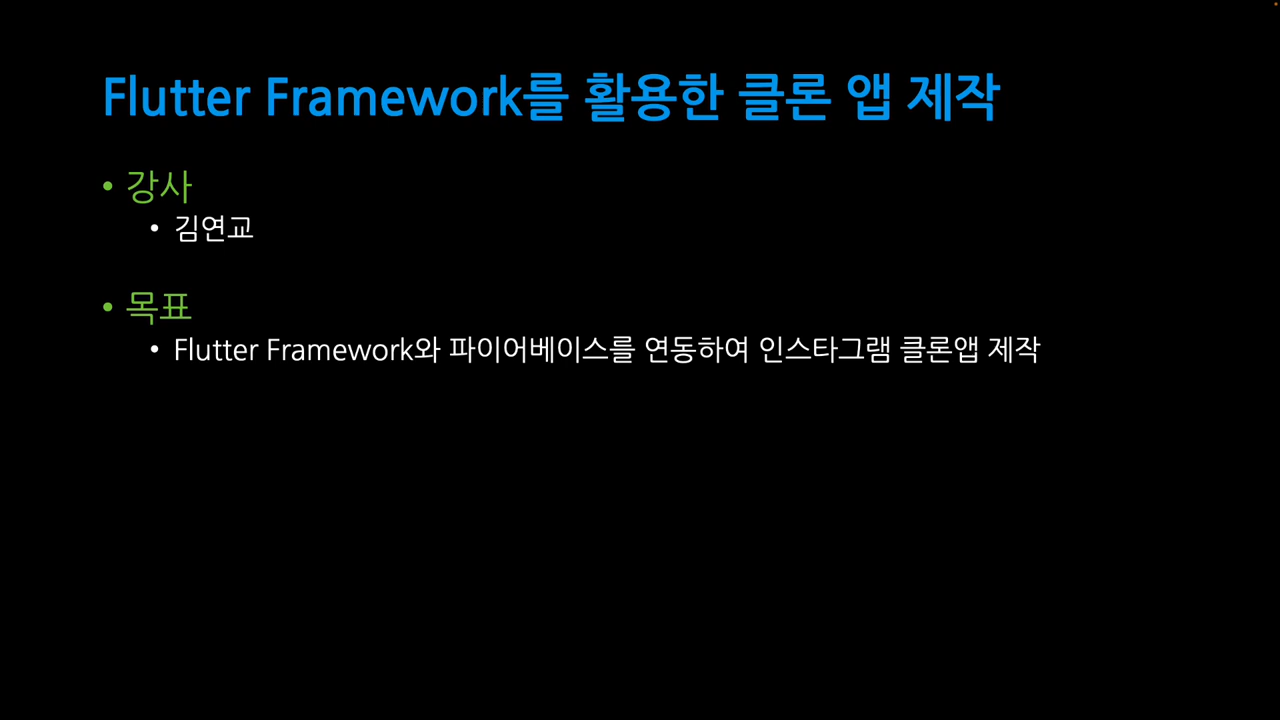 Flutter Framework를 활용한 클론 앱 제작
• 강사
• 김연교
• 목표
• Flutter Framework와 파이어베이스를 연동하여 인스타그램 클론앱 제작